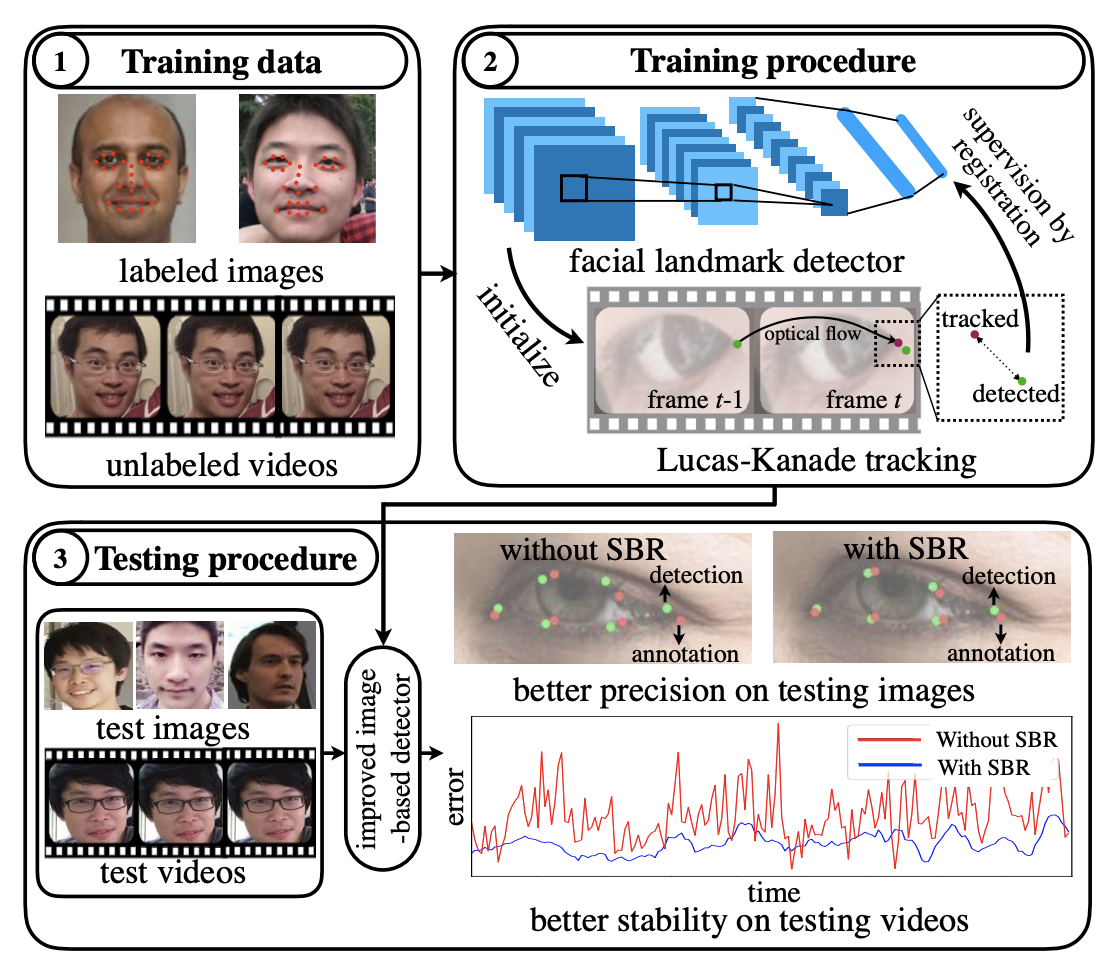 1
Training data
labeled images
unlabeled videos
2
Training procedure
supervision by
registration
facial landmark detector
initialize
optical flow
frame t-1
frame t
tracked
detected
Lucas-Kanade tracking
3
Testing procedure
test images
test videos
improved image
-based detector
without SBR
detection
annotation
with SBR
detection
annotation
better precision on testing images
error
Without SBR
With SBR
time
better stability on testing videos